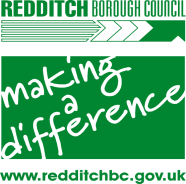 REDDITCH BOROUGH COUNCIL
making
a
difference
www.redditchbc.gov.uk